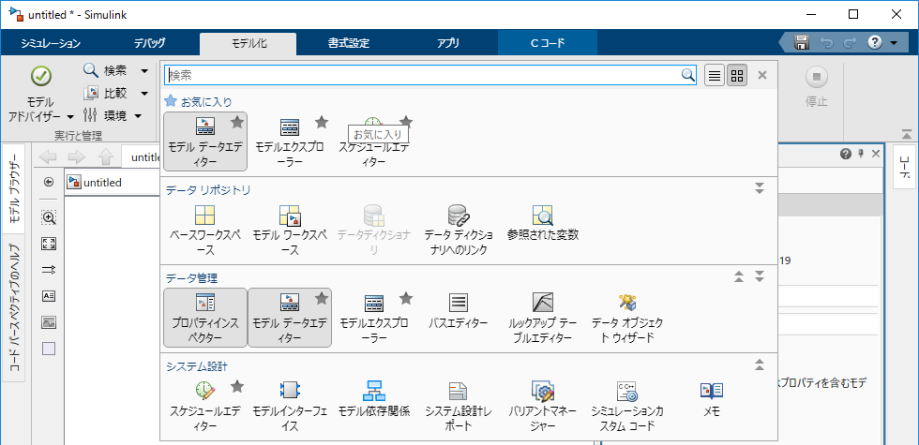 untitled * - Simulink
シミュレーション デバッグ モデル化 書式設定 アプリ C コード
検索
モデル
アドバイザー
検索
比較
環境
実行と管理
お気に入り
モデル データエディター
モデルエクスプローラー
スケジュールエディター
お気に入り
データ リポジトリ
ベースワークスペース
モデル ワークスペース
データディクショナリ
データ ディクショナリへのリンク
参照された変数
データ管理
プロパティインスペクター
モデル データエディター
モデルエクスプローラー
バスエディター
ルックアップ テーブルエディター
データ オブジェクト ウィザード
システム設計
スケジュールエディター
モデルインターフェイス
モデル依存関係
システム設計レポート
バリアントマネージャー
シミュレーションカスタム コード
メモ
停止
untitle
untitled
モデル ブラウザー
コード パースペクティブのヘルプ
19
プロパティを含むモデ